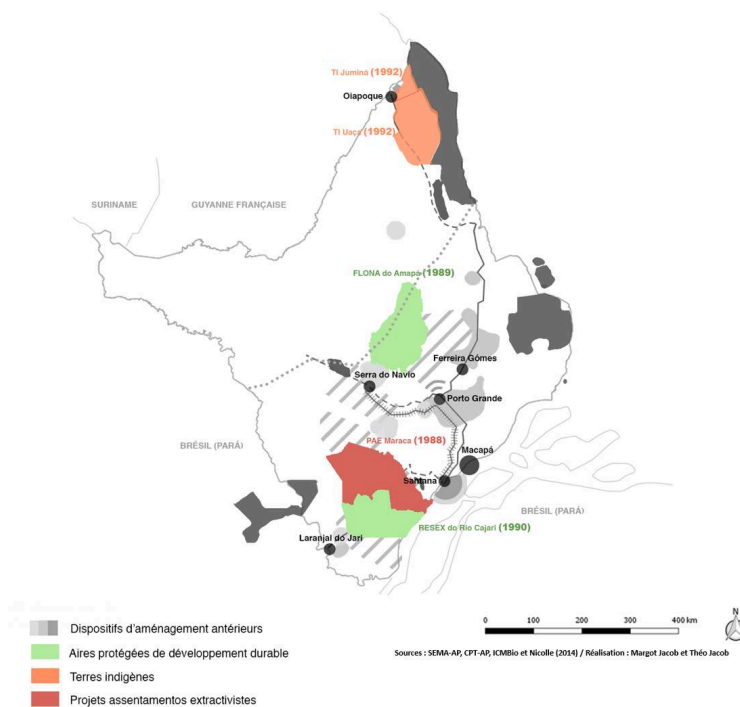 TI Juminá (1992)
Oiapoque
TI Uaçá (1992)
SURINAME
GUYANNE FRANÇAISE
FLONA do Amapá (1989)
Ferreira Gómes
Serra do Navio
Porto Grande
BRÉSIL (PARÁ)
PAE Maraca (1988)
Macapá
Santana
BRÉSIL (PARÁ)
RESEX do Rio Cajari (1990)
Laranjal do Jari
Dispositifs d'aménagement antérieurs
Aires protégées de développement durable
Terres indigènes
Projets assentamentos extractivistes
0 100 200 300 400 km
N
Sources : SEMA-AP, CPT-AP, ICMBio et Nicolle (2014) / Réalisation : Margot Jacob et Théo Jacob